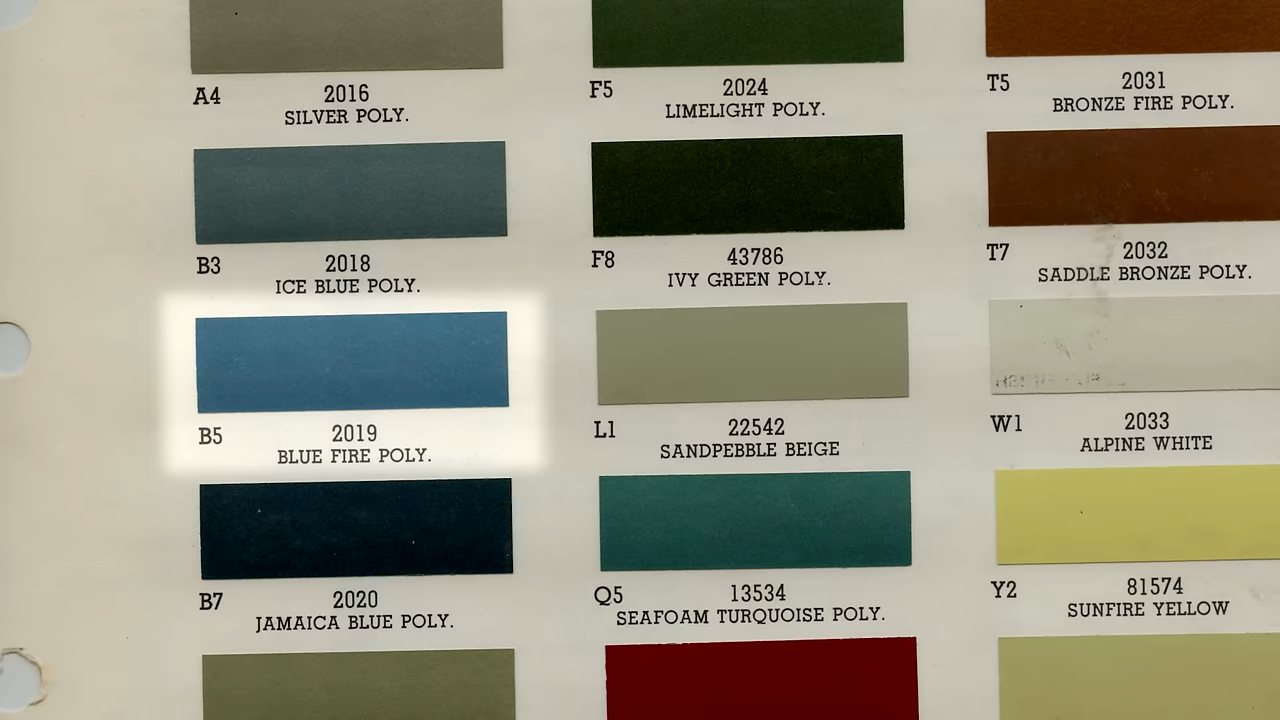 A4 2016
SILVER POLY.
F5 2024
LIMELIGHT POLY.
T5 2031
BRONZE FIRE POLY.
B3 2018
ICE BLUE POLY.
F8 43786
IVY GREEN POLY.
T7 2032
SADDLE BRONZE POLY.
B5 2019
BLUE FIRE POLY.
L1 22542
SANDPEBBLE BEIGE
W1 2033
ALPINE WHITE
B7 2020
JAMAICA BLUE POLY.
Q5 13534
SEAFOAM TURQUOISE POLY.
Y2 81574
SUNFIRE YELLOW